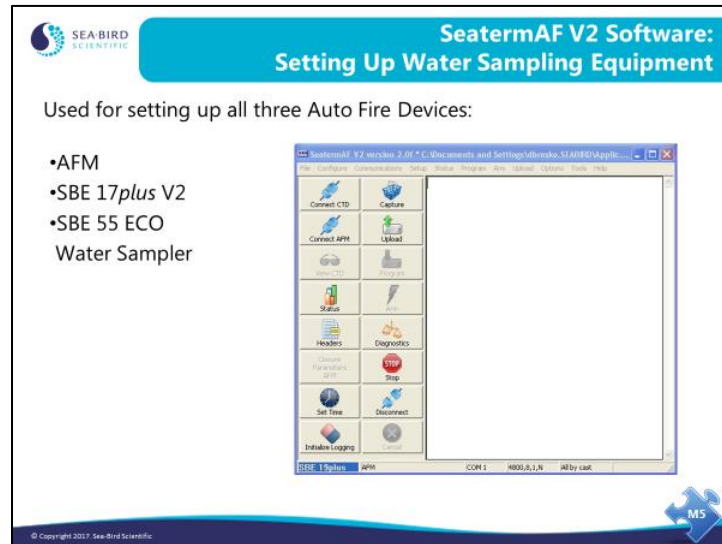 SEA·BIRD
SCIENTIFIC
SeatermAF V2 Software:
Setting Up Water Sampling Equipment
Used for setting up all three Auto Fire Devices:
•AFM
•SBE 17plus V2
•SBE 55 ECO
Water Sampler
SeatermAF V2 version 2.0f * C:\Documents and Settings\dbresko.STABIRD\Applic...
File Configure Communications Setup Status Program Arm Upload Options Tools Help
Connect CTD Capture
Connect AFM Upload
View CTD Program
Status Arm
Headers Diagnostics
Closure
Parameters
AFM
STOP
Stop
Set Time Disconnect
Initialize Logging Cancel
SBE 19plus AFM COM 1 4800,8,1,N All by cast
M5
© Copyright 2017. Sea-Bird Scientific